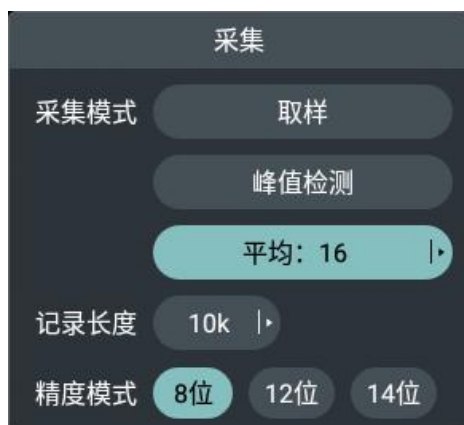 采集
采集模式 取样
峰值检测
平均：16
记录长度 10k
精度模式 8位 12位 14位